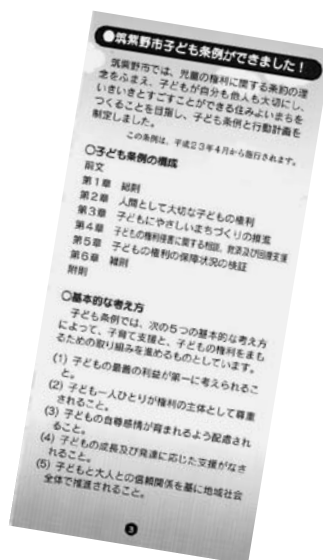 ●筑紫野市子ども条例ができました！
筑紫野市では、児童の権利に関する条約の理
念をふまえ、子どもが自分も他人も大切にし、
いきいきとすごすことができる住みよいまちを
つくることを目指し、子ども条例と行動計画を
制定しました。
この条例は、平成２３年４月から施行されます。
○子ども条例の構成
前文
第１章 総則
第２章 人間として大切な子どもの権利
第３章 子どもにやさしいまちづくりの推進
第４章 子どもの権利侵害に関する相談、救済及び回復支援
第５章 子どもの権利の保障状況の検証
第６章 雑則
附則
○基本的な考え方
子ども条例では、次の５つの基本的な考え方
によって、子育て支援と、子どもの権利をまも
るための取り組みを進めるものとしています。
(1) 子どもの最善の利益が第一に考えられるこ
と。
(2) 子ども一人ひとりが権利の主体として尊重
されること。
(3) 子どもの自尊感情が育まれるよう配慮され
ること。
(4) 子どもの成長及び発達に応じた支援がなさ
れること。
(5) 子どもと大人との信頼関係を基に地域社会
全体で推進されること。
3